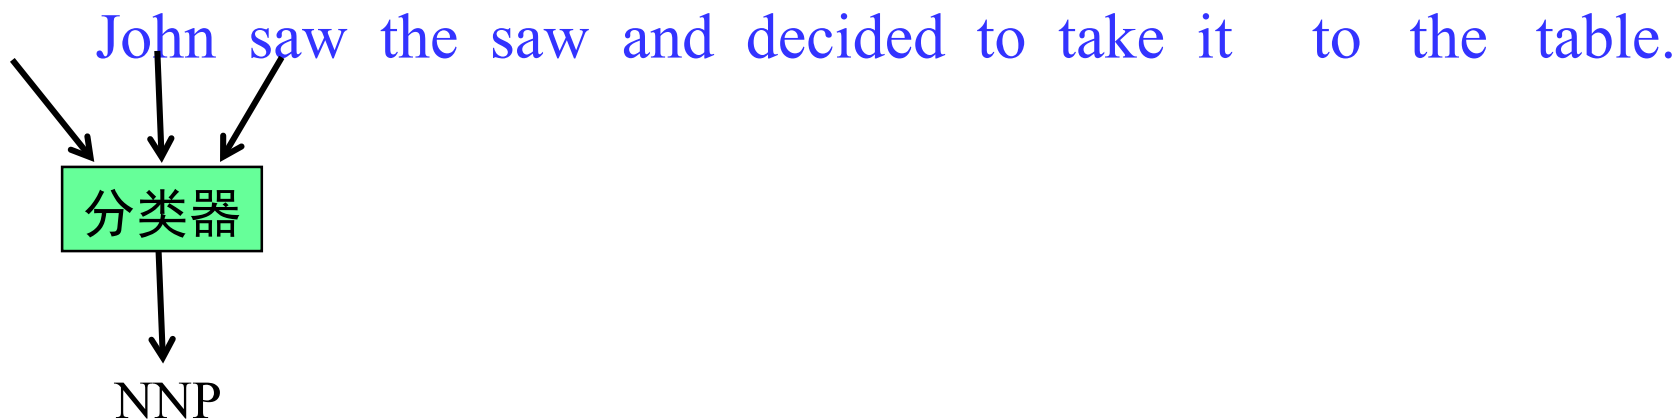 John saw the saw and decided to take it to the table.
分类器
NNP